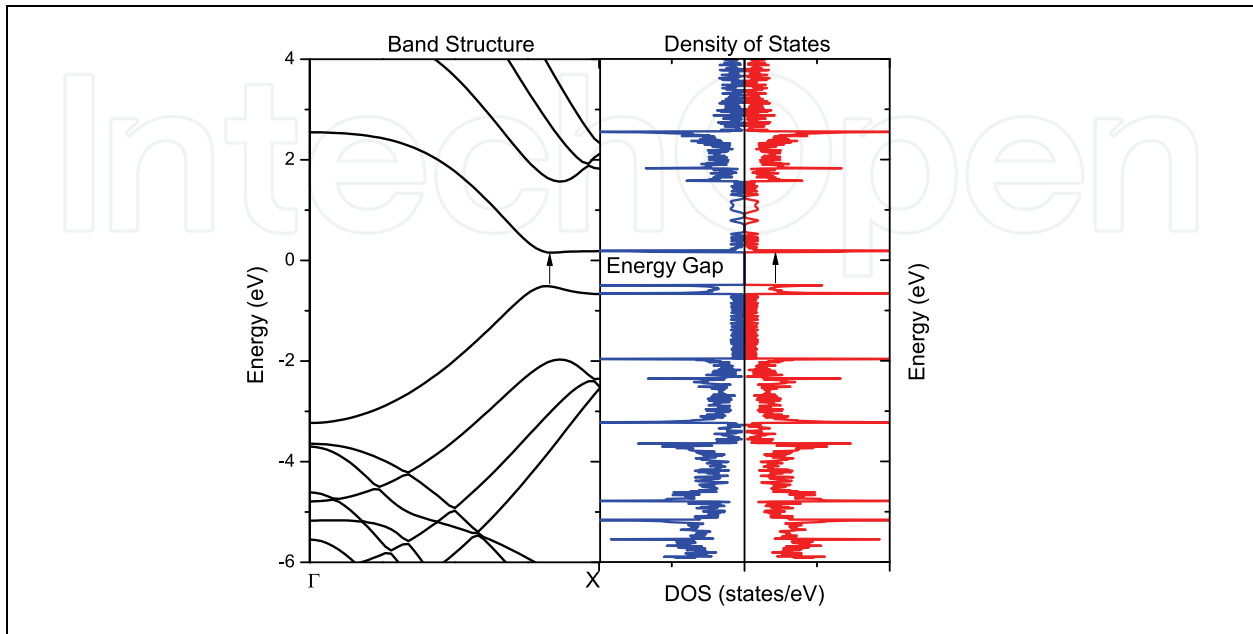 Band Structure
Density of States
IntechOpen
4
2
0
-2
-4
-6
Energy (eV)
Energy Gap
Energy (eV)
Γ
X
DOS (states/eV)